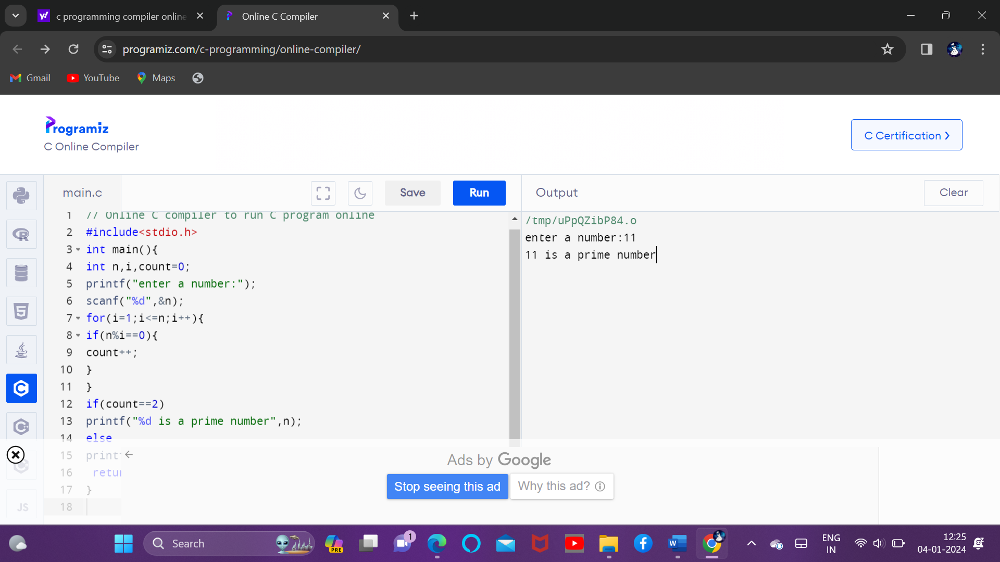 c programming compiler online
Online C Compiler
programiz.com/c-programming/online-compiler/
Gmail
YouTube
Maps
Programiz
C Online Compiler
C Certification ❯
main.c
Save
Run
Output
Clear
1 // Online C compiler to run C program online
2 #include<stdio.h>
3 int main(){
4 int n,i,count=0;
5 printf("enter a number:");
6 scanf("%d",&n);
7 for(i=1;i<=n;i++){
8 if(n%i==0){
9 count++;
10 }
11 }
12 if(count==2)
13 printf("%d is a prime number",n);
14 else
15 print
16 retur
17 }
18
/tmp/uPpQZibP84.o
enter a number:11
11 is a prime number
JS
Ads by Google
Stop seeing this ad
Why this ad?
Search
PRE
1
ENG
IN
12:25
04-01-2024